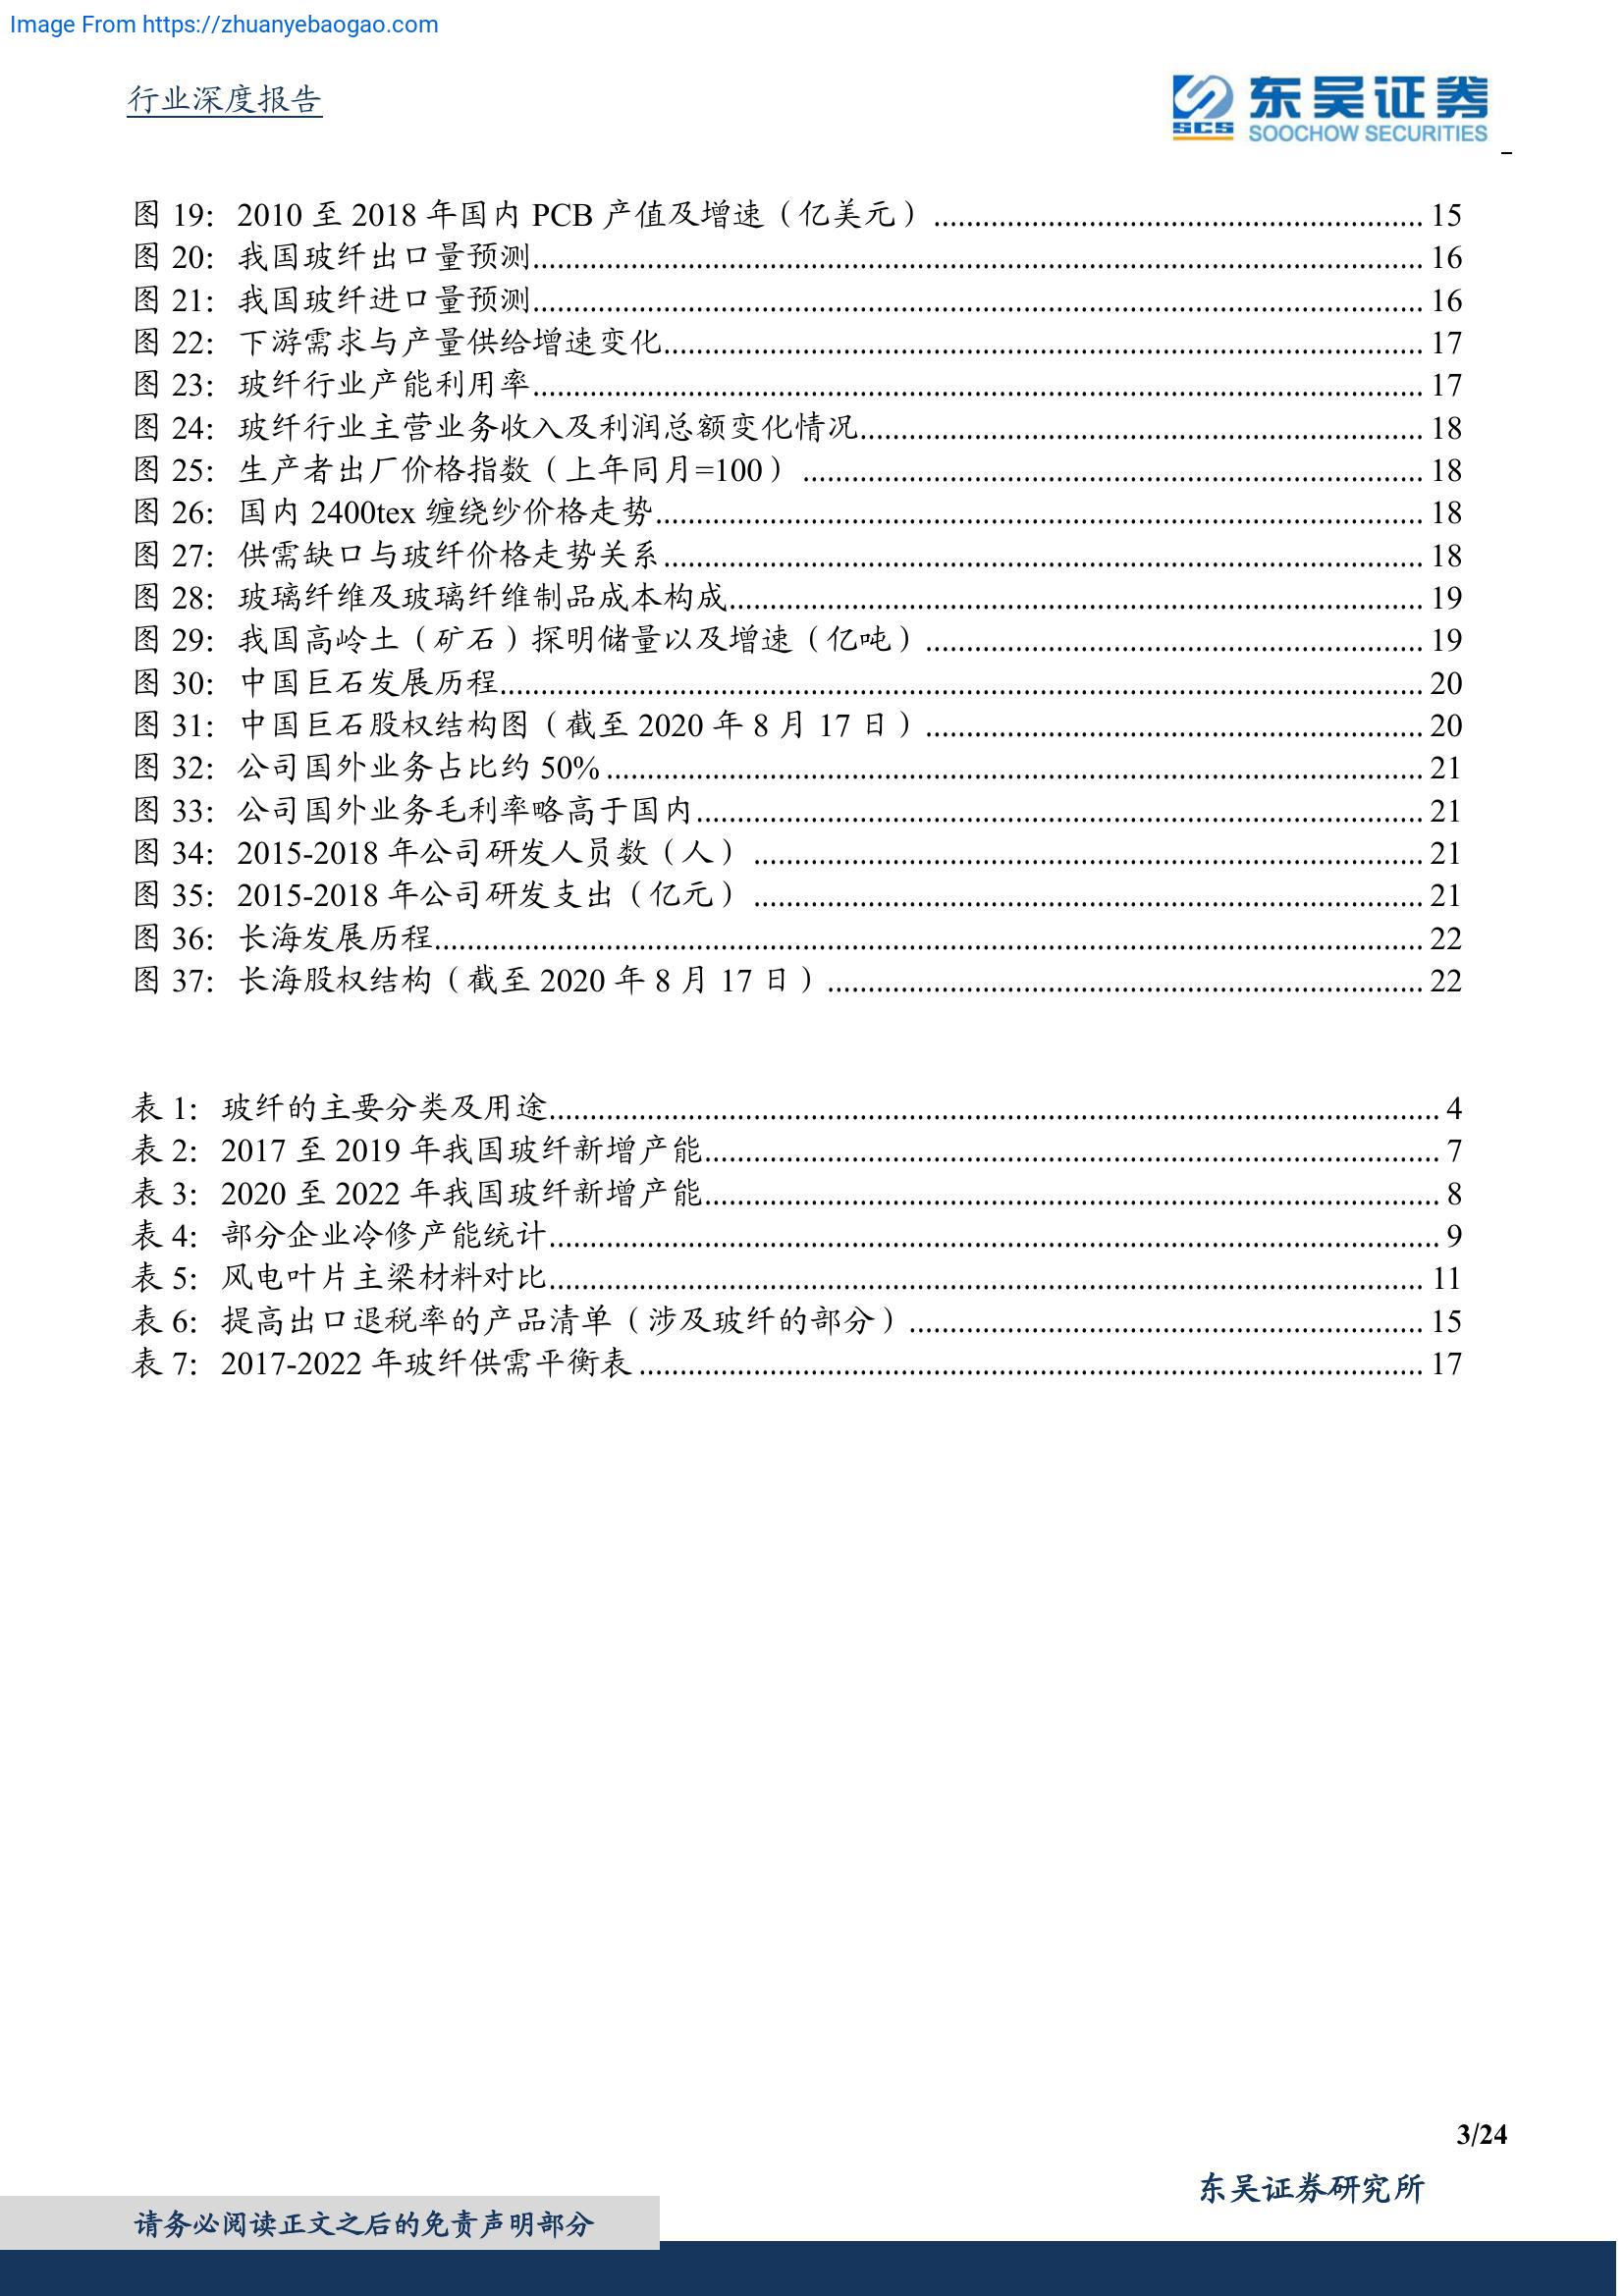 Image From https://zhuanyebaogao.com
行业深度报告
东吴证券
SCS
SOOCHOW SECURITIES
图 19: 2010 至 2018 年国内 PCB 产值及增速（亿美元） 15
图 20: 我国玻纤出口量预测 16
图 21: 我国玻纤进口量预测 16
图 22: 下游需求与产量供给增速变化 17
图 23: 玻纤行业产能利用率 17
图 24: 玻纤行业主营业务收入及利润总额变化情况 18
图 25: 生产者出厂价格指数（上年同月=100） 18
图 26: 国内 2400tex 缠绕纱价格走势 18
图 27: 供需缺口与玻纤价格走势关系 18
图 28: 玻璃纤维及玻璃纤维制品成本构成 19
图 29: 我国高岭土（矿石）探明储量以及增速（亿吨） 19
图 30: 中国巨石发展历程 20
图 31: 中国巨石股权结构图（截至 2020 年 8 月 17 日） 20
图 32: 公司国外业务占比约 50% 21
图 33: 公司国外业务毛利率略高于国内 21
图 34: 2015-2018 年公司研发人员数（人） 21
图 35: 2015-2018 年公司研发支出（亿元） 21
图 36: 长海发展历程 22
图 37: 长海股权结构（截至 2020 年 8 月 17 日） 22
表 1: 玻纤的主要分类及用途 4
表 2: 2017 至 2019 年我国玻纤新增产能 7
表 3: 2020 至 2022 年我国玻纤新增产能 8
表 4: 部分企业冷修产能统计 9
表 5: 风电叶片主梁材料对比 11
表 6: 提高出口退税率的产品清单（涉及玻纤的部分） 15
表 7: 2017-2022 年玻纤供需平衡表 17
3/24
东吴证券研究所
请务必阅读正文之后的免责声明部分